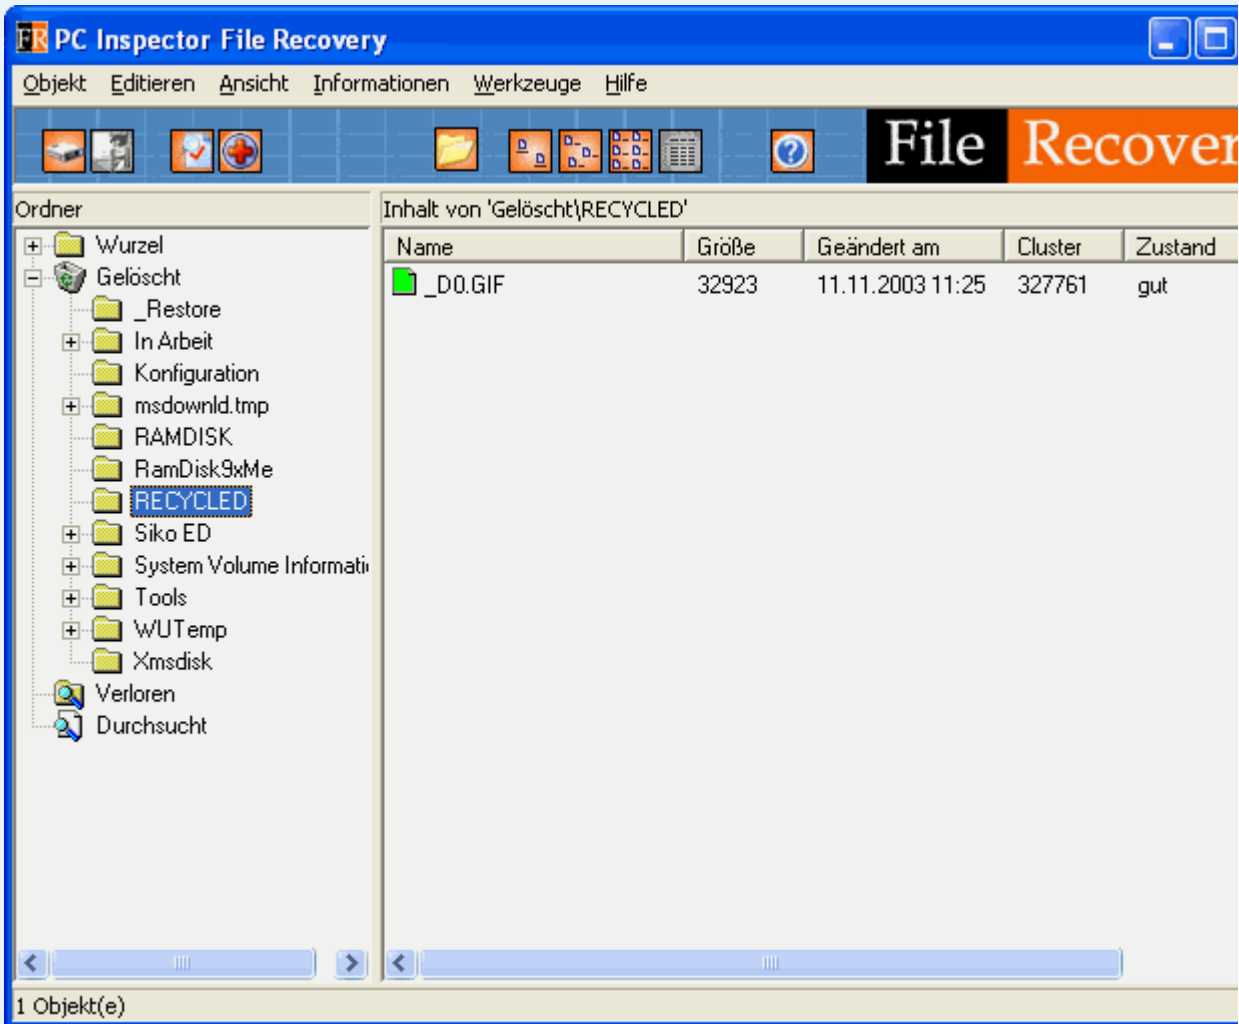 FR PC Inspector File Recovery
Objekt Editieren Ansicht Informationen Werkzeuge Hilfe
File Recover
Ordner
Wurzel
Gelöscht
_Restore
In Arbeit
Konfiguration
msdownld.tmp
RAMDISK
RamDisk9xMe
RECYCLED
Siko ED
System Volume Informati
Tools
WUTemp
Xmsdisk
Verloren
Durchsucht
Inhalt von 'Gelöscht\RECYCLED'
Name Größe Geändert am Cluster Zustand
_D0.GIF 32923 11.11.2003 11:25 327761 gut
1 Objekt(e)